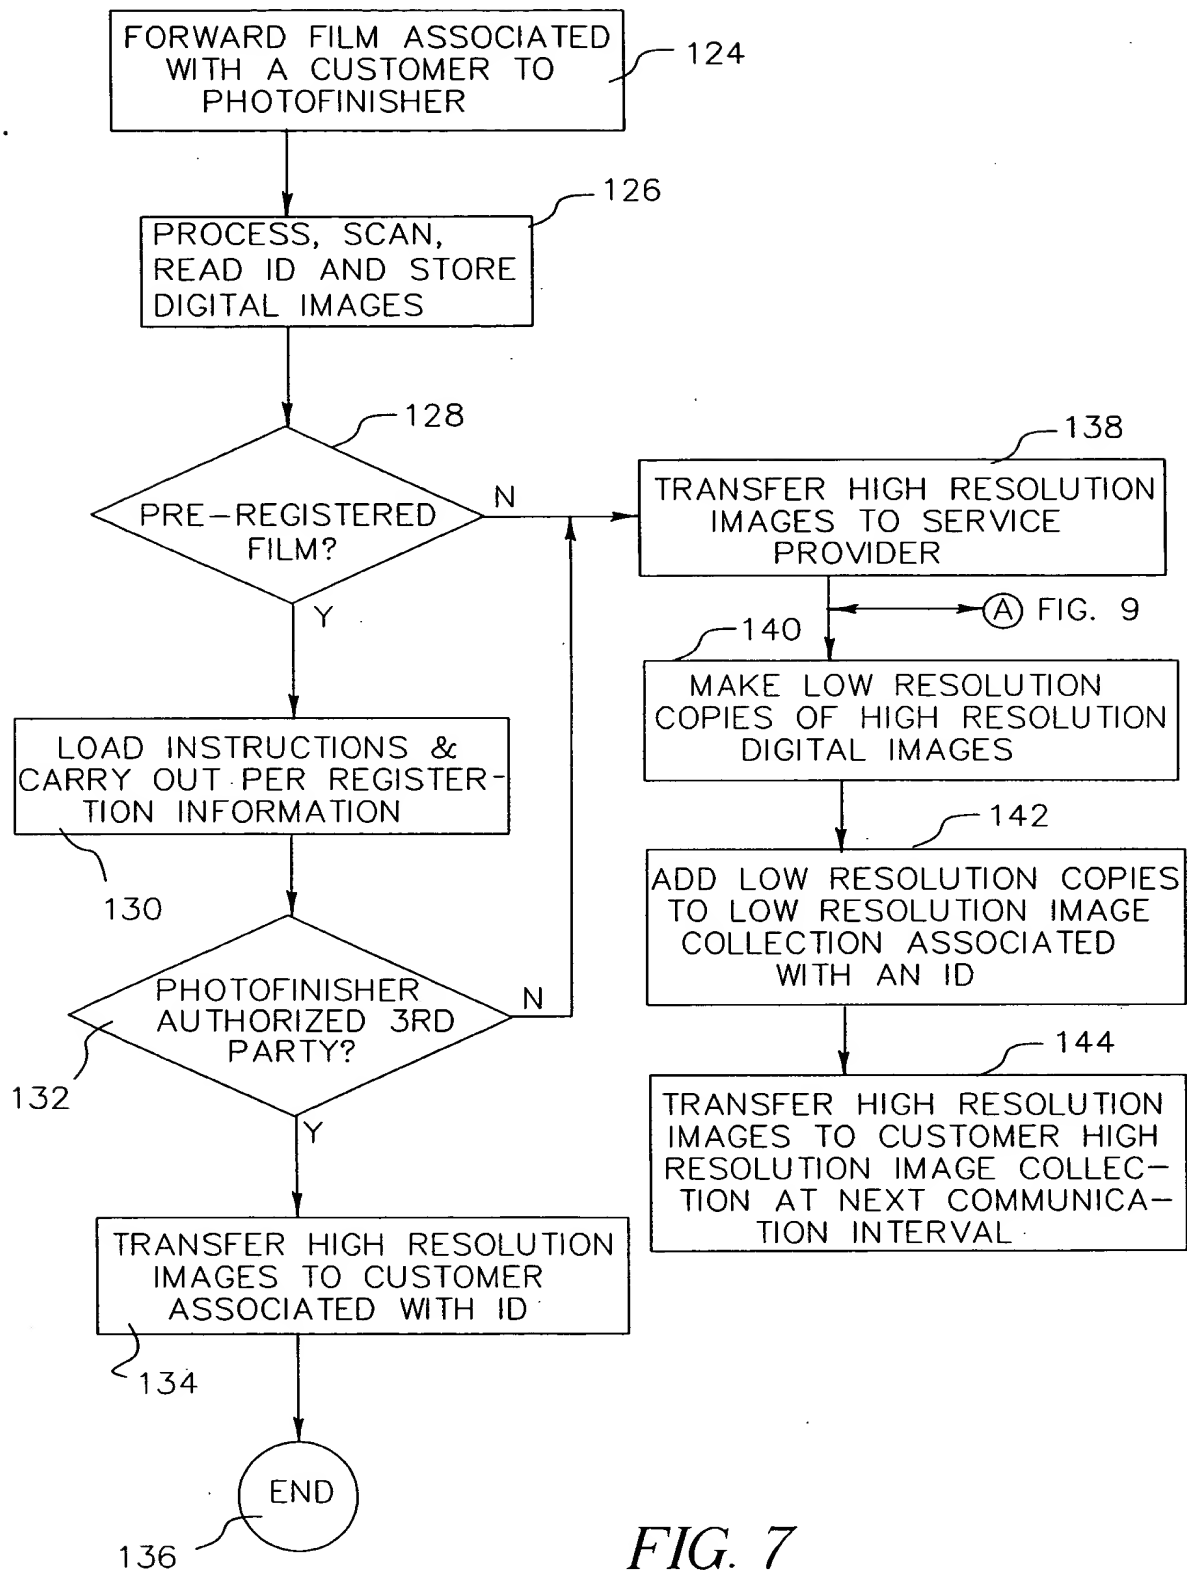 FORWARD FILM ASSOCIATED
WITH A CUSTOMER TO
PHOTOFINISHER
124
PROCESS, SCAN,
READ ID AND STORE
DIGITAL IMAGES
126
128
PRE-REGISTERED
FILM?
N
Y
LOAD INSTRUCTIONS &
CARRY OUT PER REGISTER-
TION INFORMATION
130
PHOTOFINISHER
AUTHORIZED 3RD
PARTY?
N
132
Y
TRANSFER HIGH RESOLUTION
IMAGES TO CUSTOMER
ASSOCIATED WITH ID
134
END
136
138
TRANSFER HIGH RESOLUTION
IMAGES TO SERVICE
PROVIDER
A FIG. 9
140
MAKE LOW RESOLUTION
COPIES OF HIGH RESOLUTION
DIGITAL IMAGES
142
ADD LOW RESOLUTION COPIES
TO LOW RESOLUTION IMAGE
COLLECTION ASSOCIATED
WITH AN ID
144
TRANSFER HIGH RESOLUTION
IMAGES TO CUSTOMER HIGH
RESOLUTION IMAGE COLLEC-
TION AT NEXT COMMUNICA-
TION INTERVAL
FIG. 7